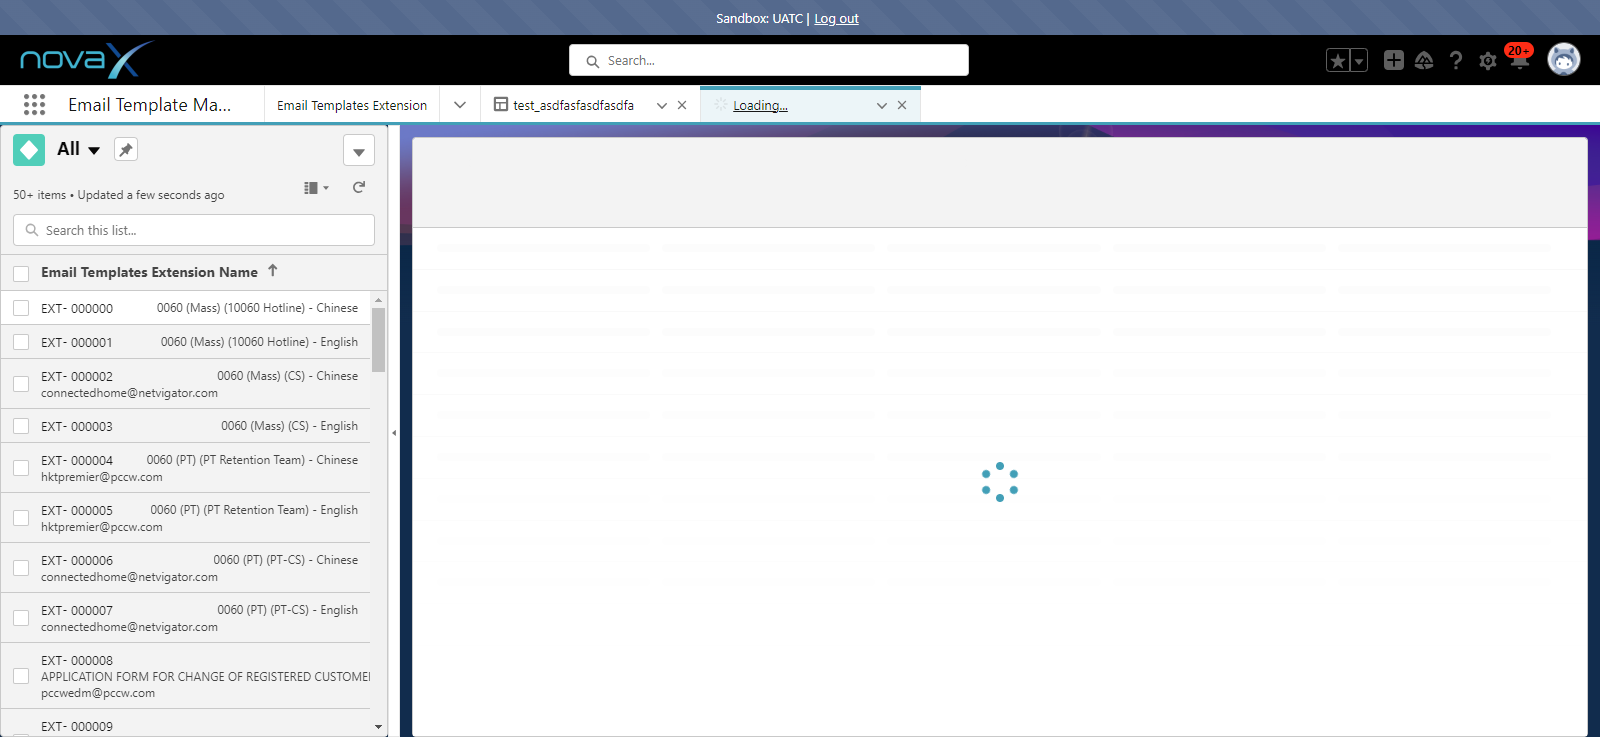 Sandbox: UATC | Log out
novaX
Search...
20+
Email Template Ma...
Email Templates Extension
test_asdfasfasdfasdfa
Loading...
All
50+ items • Updated a few seconds ago
Search this list...
Email Templates Extension Name
EXT- 000000 0060 (Mass) (10060 Hotline) - Chinese
EXT- 000001 0060 (Mass) (10060 Hotline) - English
EXT- 000002 0060 (Mass) (CS) - Chinese
connectedhome@netvigator.com
EXT- 000003 0060 (Mass) (CS) - English
EXT- 000004 0060 (PT) (PT Retention Team) - Chinese
hktpremier@pccw.com
EXT- 000005 0060 (PT) (PT Retention Team) - English
hktpremier@pccw.com
EXT- 000006 0060 (PT) (PT-CS) - Chinese
connectedhome@netvigator.com
EXT- 000007 0060 (PT) (PT-CS) - English
connectedhome@netvigator.com
EXT- 000008
APPLICATION FORM FOR CHANGE OF REGISTERED CUSTOME
pccwedm@pccw.com
EXT- 000009